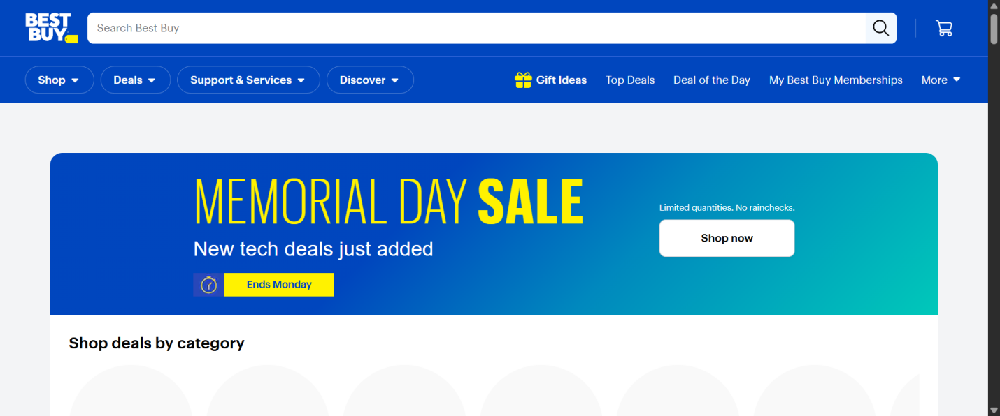 BEST
BUY
Search Best Buy
Shop
Deals
Support & Services
Discover
Gift Ideas
Top Deals
Deal of the Day
My Best Buy Memberships
More
MEMORIAL DAY SALE
New tech deals just added
Ends Monday
Limited quantities. No rainchecks.
Shop now
Shop deals by category